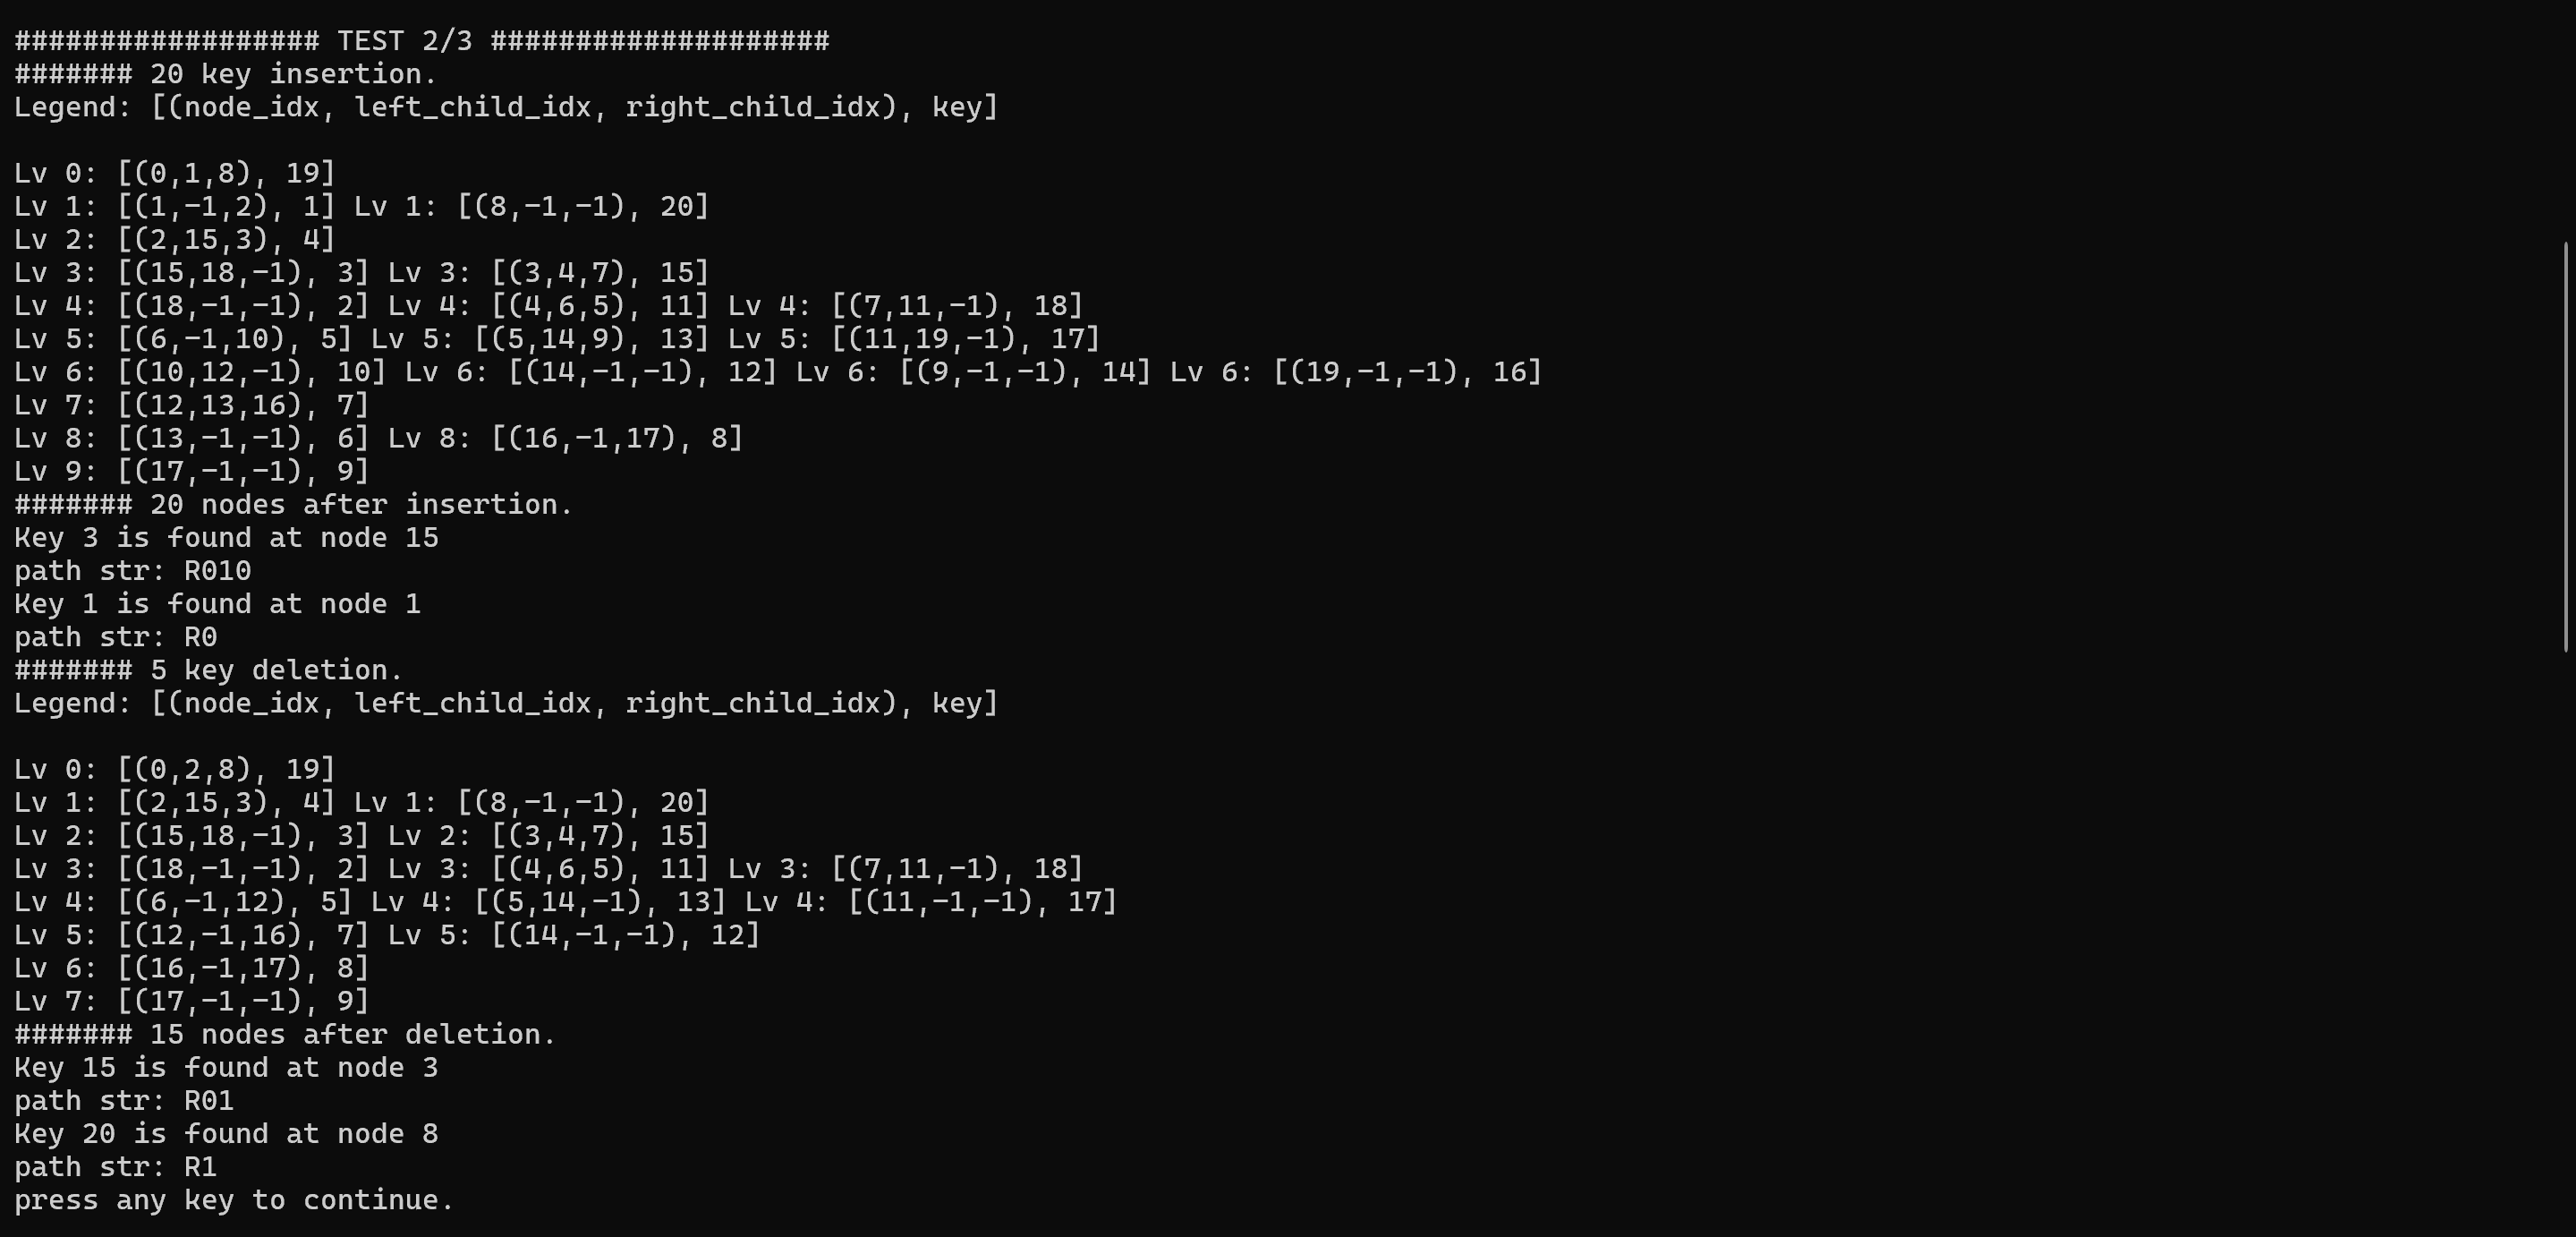 ################## TEST 2/3 ####################
####### 20 key insertion.
Legend: [(node_idx, left_child_idx, right_child_idx), key]

Lv 0: [(0,1,8), 19]
Lv 1: [(1,-1,2), 1] Lv 1: [(8,-1,-1), 20]
Lv 2: [(2,15,3), 4]
Lv 3: [(15,18,-1), 3] Lv 3: [(3,4,7), 15]
Lv 4: [(18,-1,-1), 2] Lv 4: [(4,6,5), 11] Lv 4: [(7,11,-1), 18]
Lv 5: [(6,-1,10), 5] Lv 5: [(5,14,9), 13] Lv 5: [(11,19,-1), 17]
Lv 6: [(10,12,-1), 10] Lv 6: [(14,-1,-1), 12] Lv 6: [(9,-1,-1), 14] Lv 6: [(19,-1,-1), 16]
Lv 7: [(12,13,16), 7]
Lv 8: [(13,-1,-1), 6] Lv 8: [(16,-1,17), 8]
Lv 9: [(17,-1,-1), 9]
####### 20 nodes after insertion.
Key 3 is found at node 15
path str: R010
Key 1 is found at node 1
path str: R0
####### 5 key deletion.
Legend: [(node_idx, left_child_idx, right_child_idx), key]

Lv 0: [(0,2,8), 19]
Lv 1: [(2,15,3), 4] Lv 1: [(8,-1,-1), 20]
Lv 2: [(15,18,-1), 3] Lv 2: [(3,4,7), 15]
Lv 3: [(18,-1,-1), 2] Lv 3: [(4,6,5), 11] Lv 3: [(7,11,-1), 18]
Lv 4: [(6,-1,12), 5] Lv 4: [(5,14,-1), 13] Lv 4: [(11,-1,-1), 17]
Lv 5: [(12,-1,16), 7] Lv 5: [(14,-1,-1), 12]
Lv 6: [(16,-1,17), 8]
Lv 7: [(17,-1,-1), 9]
####### 15 nodes after deletion.
Key 15 is found at node 3
path str: R01
Key 20 is found at node 8
path str: R1
press any key to continue.